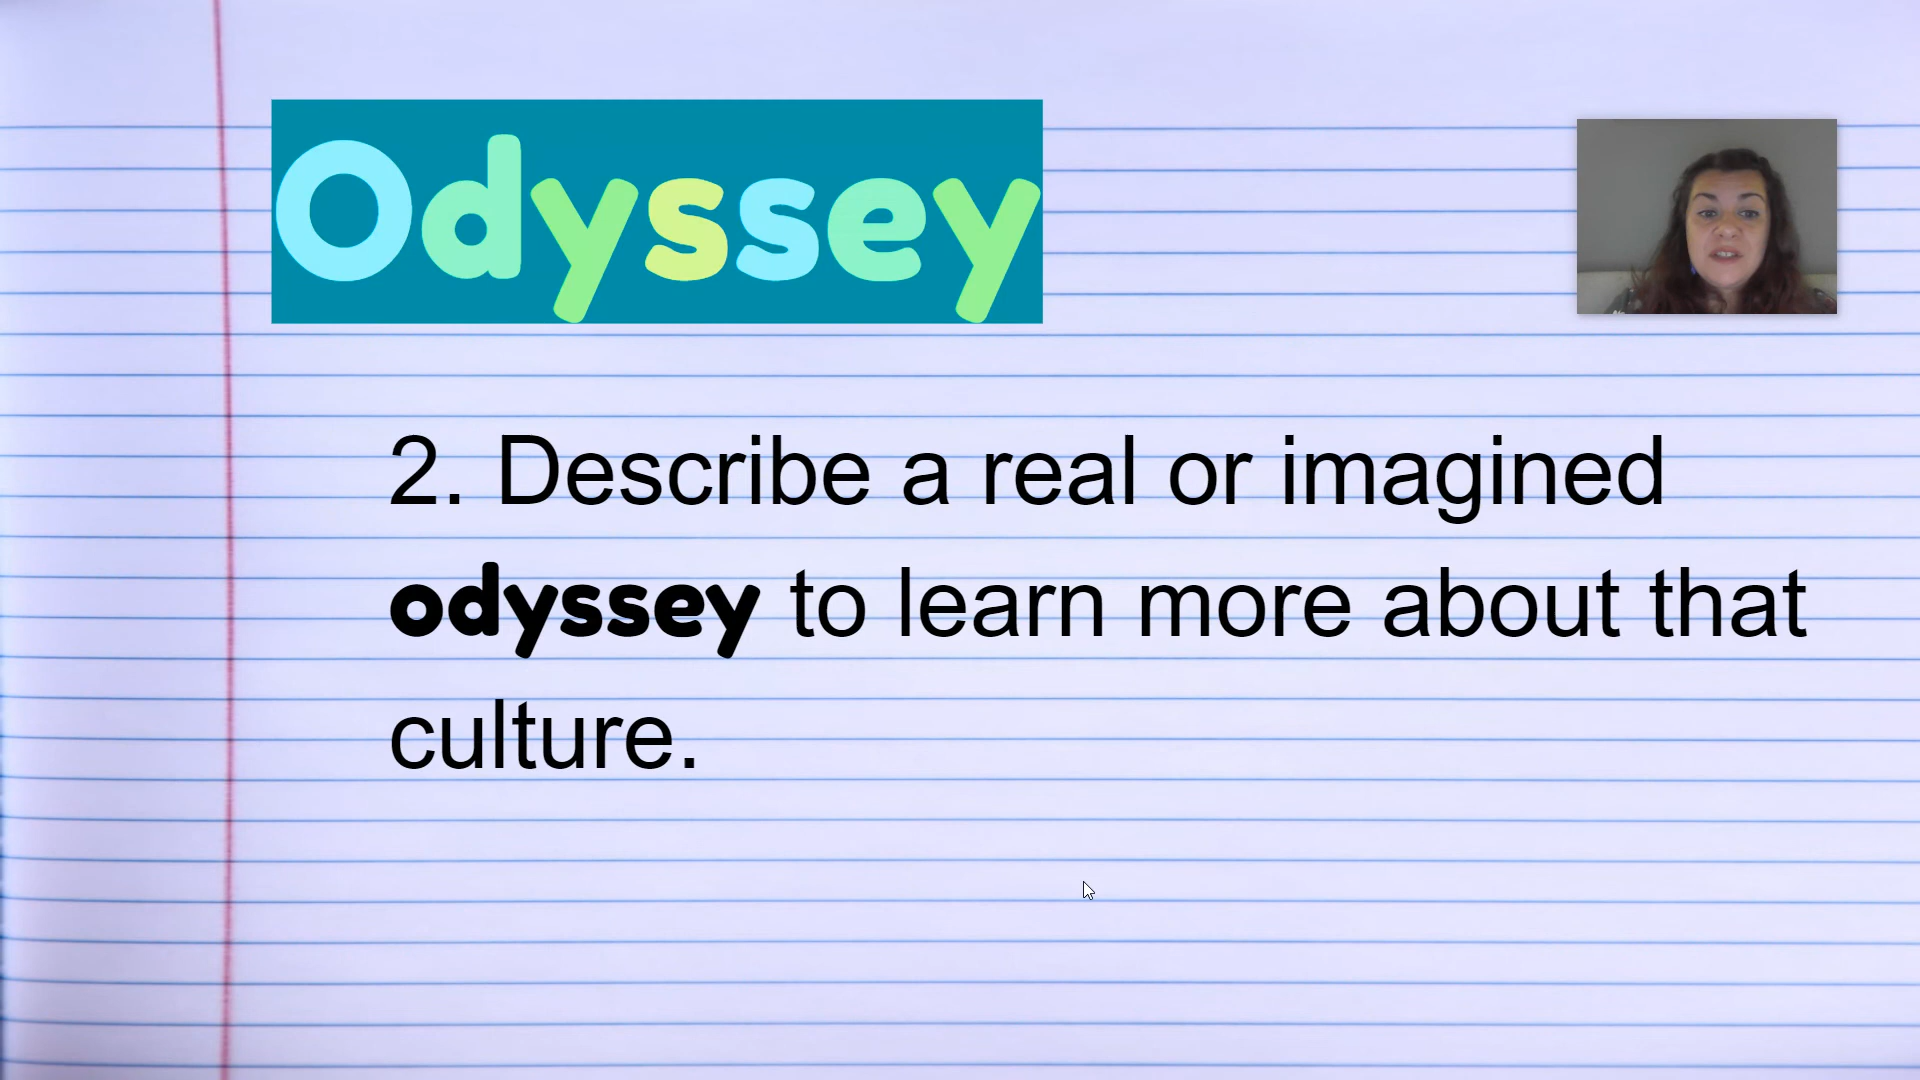 Odyssey
2. Describe a real or imagined
odyssey to learn more about that
culture.